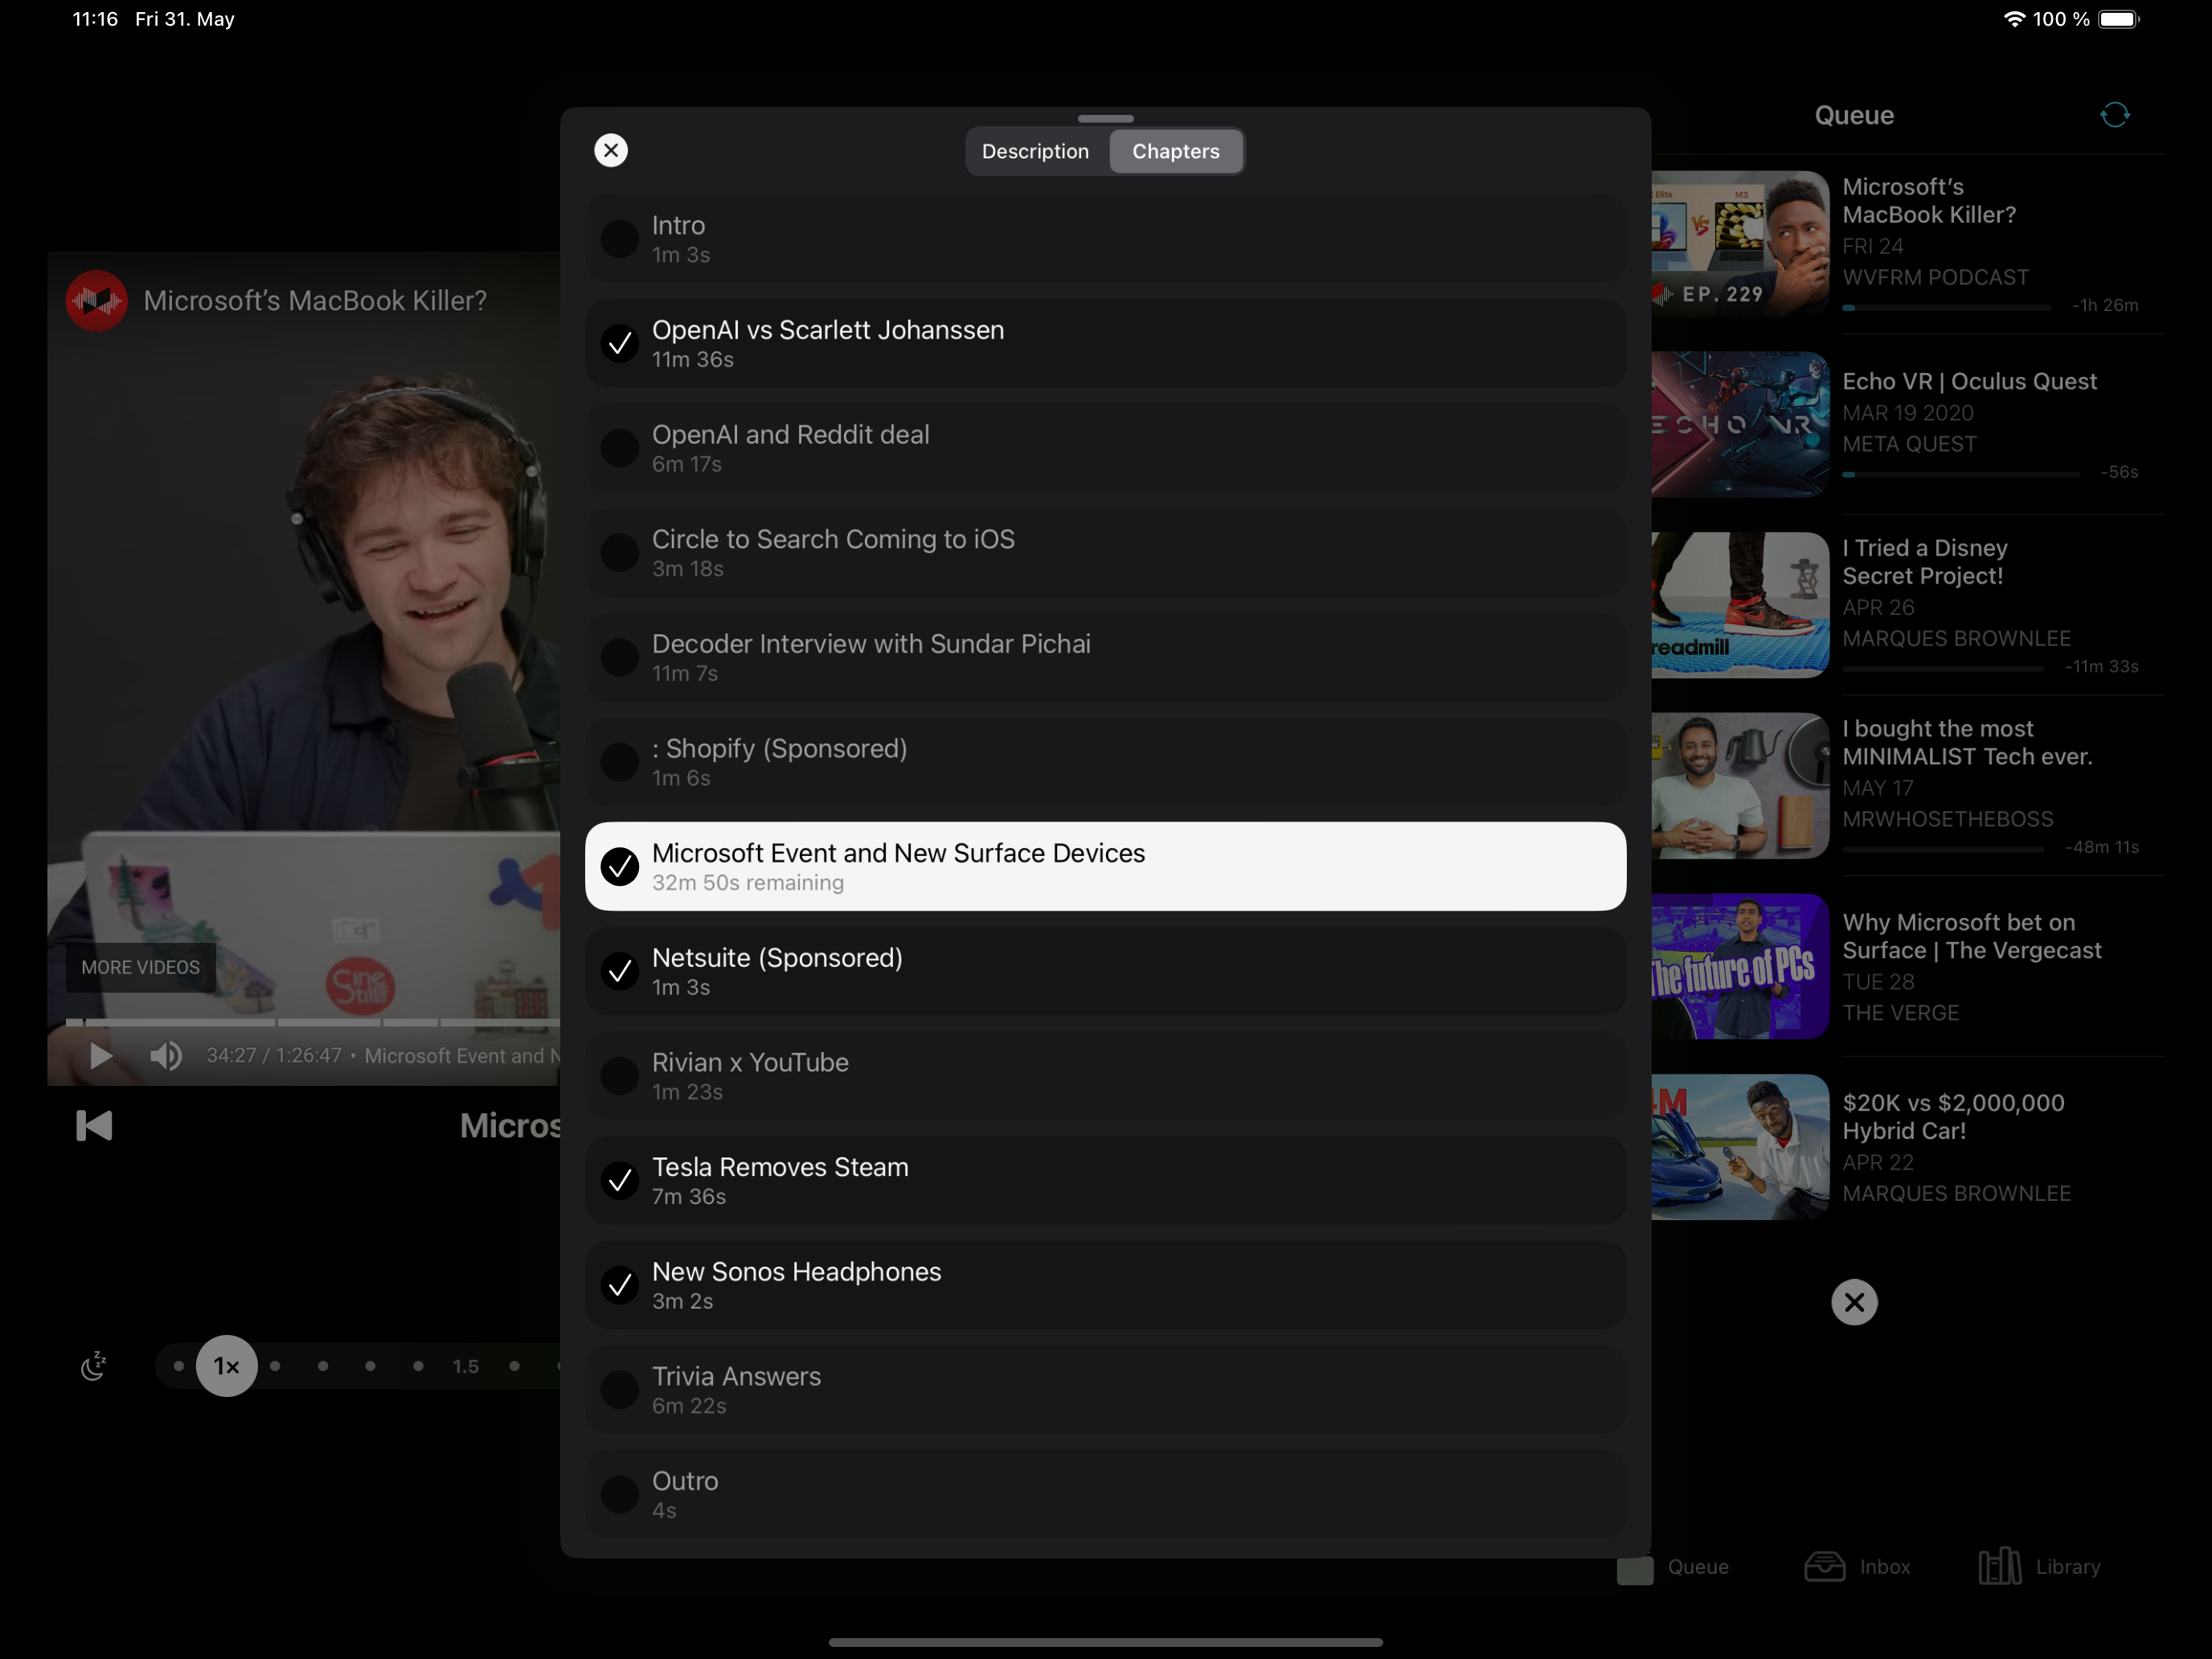 11:16 Fri 31. May
100 %
Microsoft’s MacBook Killer?
MORE VIDEOS
Cine
Still
34:27 / 1:26:47 • Microsoft Event and N
Micros
1x
1.5
Description
Chapters
Intro
1m 3s
OpenAI vs Scarlett Johanssen
11m 36s
OpenAI and Reddit deal
6m 17s
Circle to Search Coming to iOS
3m 18s
Decoder Interview with Sundar Pichai
11m 7s
: Shopify (Sponsored)
1m 6s
Microsoft Event and New Surface Devices
32m 50s remaining
Netsuite (Sponsored)
1m 3s
Rivian x YouTube
1m 23s
Tesla Removes Steam
7m 36s
New Sonos Headphones
3m 2s
Trivia Answers
6m 22s
Outro
4s
Queue
Elite
M3
VS
EP. 229
Microsoft’s
MacBook Killer?
FRI 24
WVFRM PODCAST
-1h 26m
ECHO VR
Echo VR | Oculus Quest
MAR 19 2020
META QUEST
-56s
readmill
I Tried a Disney
Secret Project!
APR 26
MARQUES BROWNLEE
-11m 33s
I bought the most
MINIMALIST Tech ever.
MAY 17
MRWHOSETHEBOSS
-48m 11s
The future of PCs
Why Microsoft bet on
Surface | The Vergecast
TUE 28
THE VERGE
M
$20K vs $2,000,000
Hybrid Car!
APR 22
MARQUES BROWNLEE
Queue
Inbox
Library